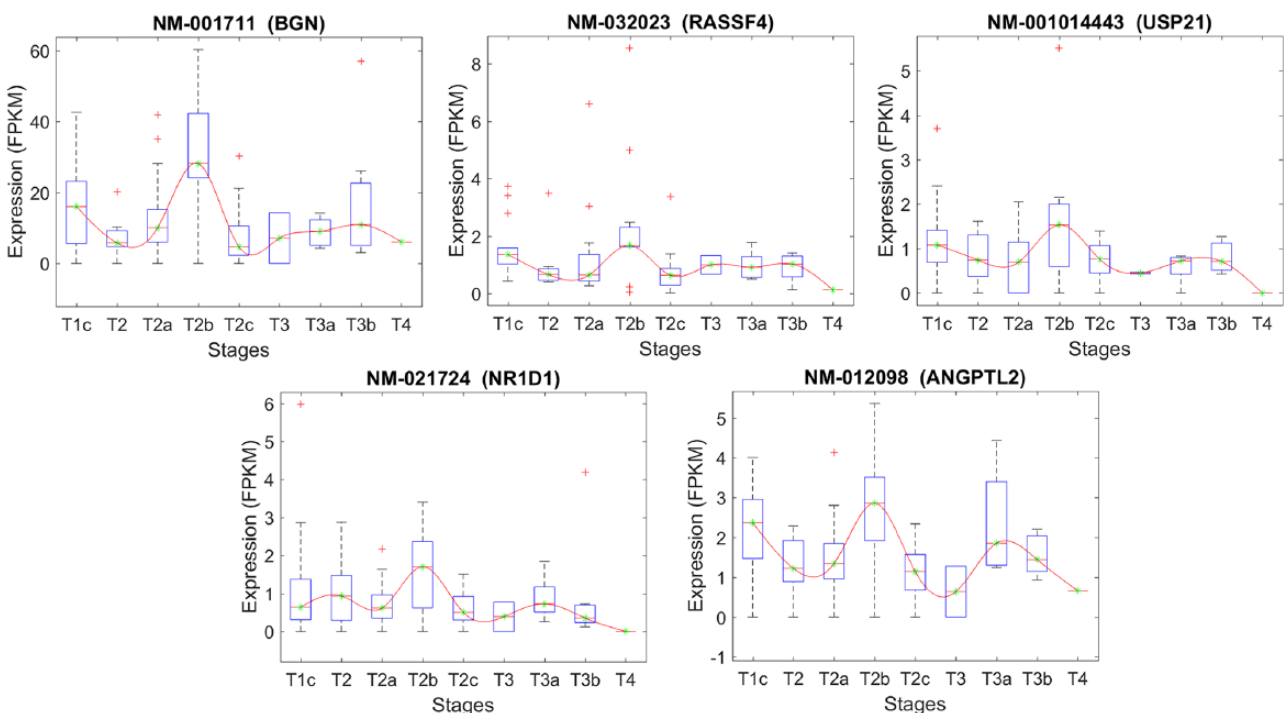 NM-001711 (BGN)
Expression (FPKM)
60
40
20
0
T1c T2 T2a T2b T2c T3 T3a T3b T4
Stages
NM-032023 (RASSF4)
Expression (FPKM)
8
6
4
2
0
T1c T2 T2a T2b T2c T3 T3a T3b T4
Stages
NM-001014443 (USP21)
Expression (FPKM)
5
4
3
2
1
0
T1c T2 T2a T2b T2c T3 T3a T3b T4
Stages
NM-021724 (NR1D1)
Expression (FPKM)
6
5
4
3
2
1
0
T1c T2 T2a T2b T2c T3 T3a T3b T4
Stages
NM-012098 (ANGPTL2)
Expression (FPKM)
5
4
3
2
1
0
-1
T1c T2 T2a T2b T2c T3 T3a T3b T4
Stages